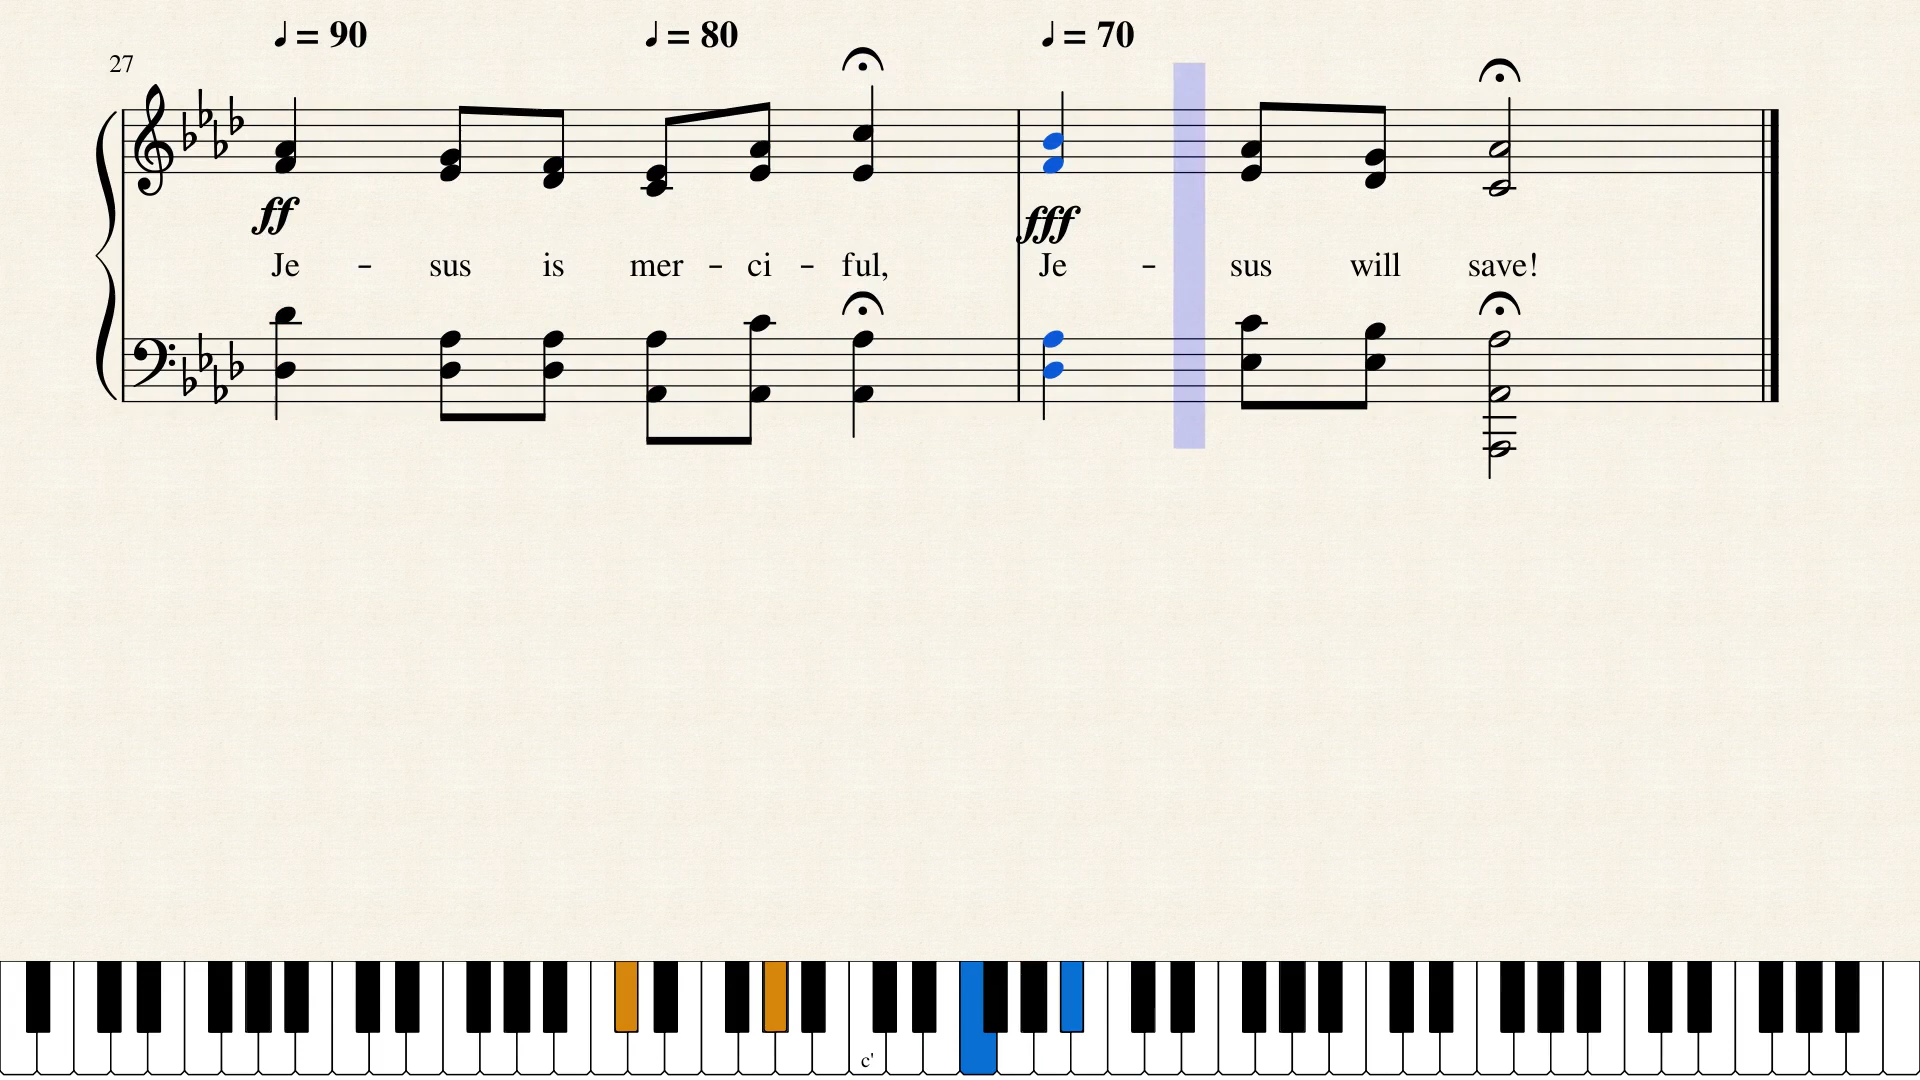 ♩ = 90 ♩ = 80 ♩ = 70
27
ff fff
Je - sus is mer - ci - ful, Je - sus will save!
c'